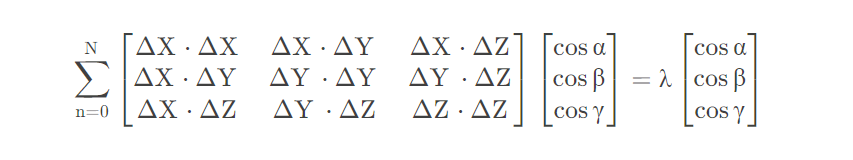 N
∑
n=0
[ΔX · ΔX ΔX · ΔY ΔX · ΔZ] [cos α] [cos α]
[ΔX · ΔY ΔY · ΔY ΔY · ΔZ] [cos β] = λ [cos β]
[ΔX · ΔZ ΔY · ΔZ ΔZ · ΔZ] [cos γ] [cos γ]